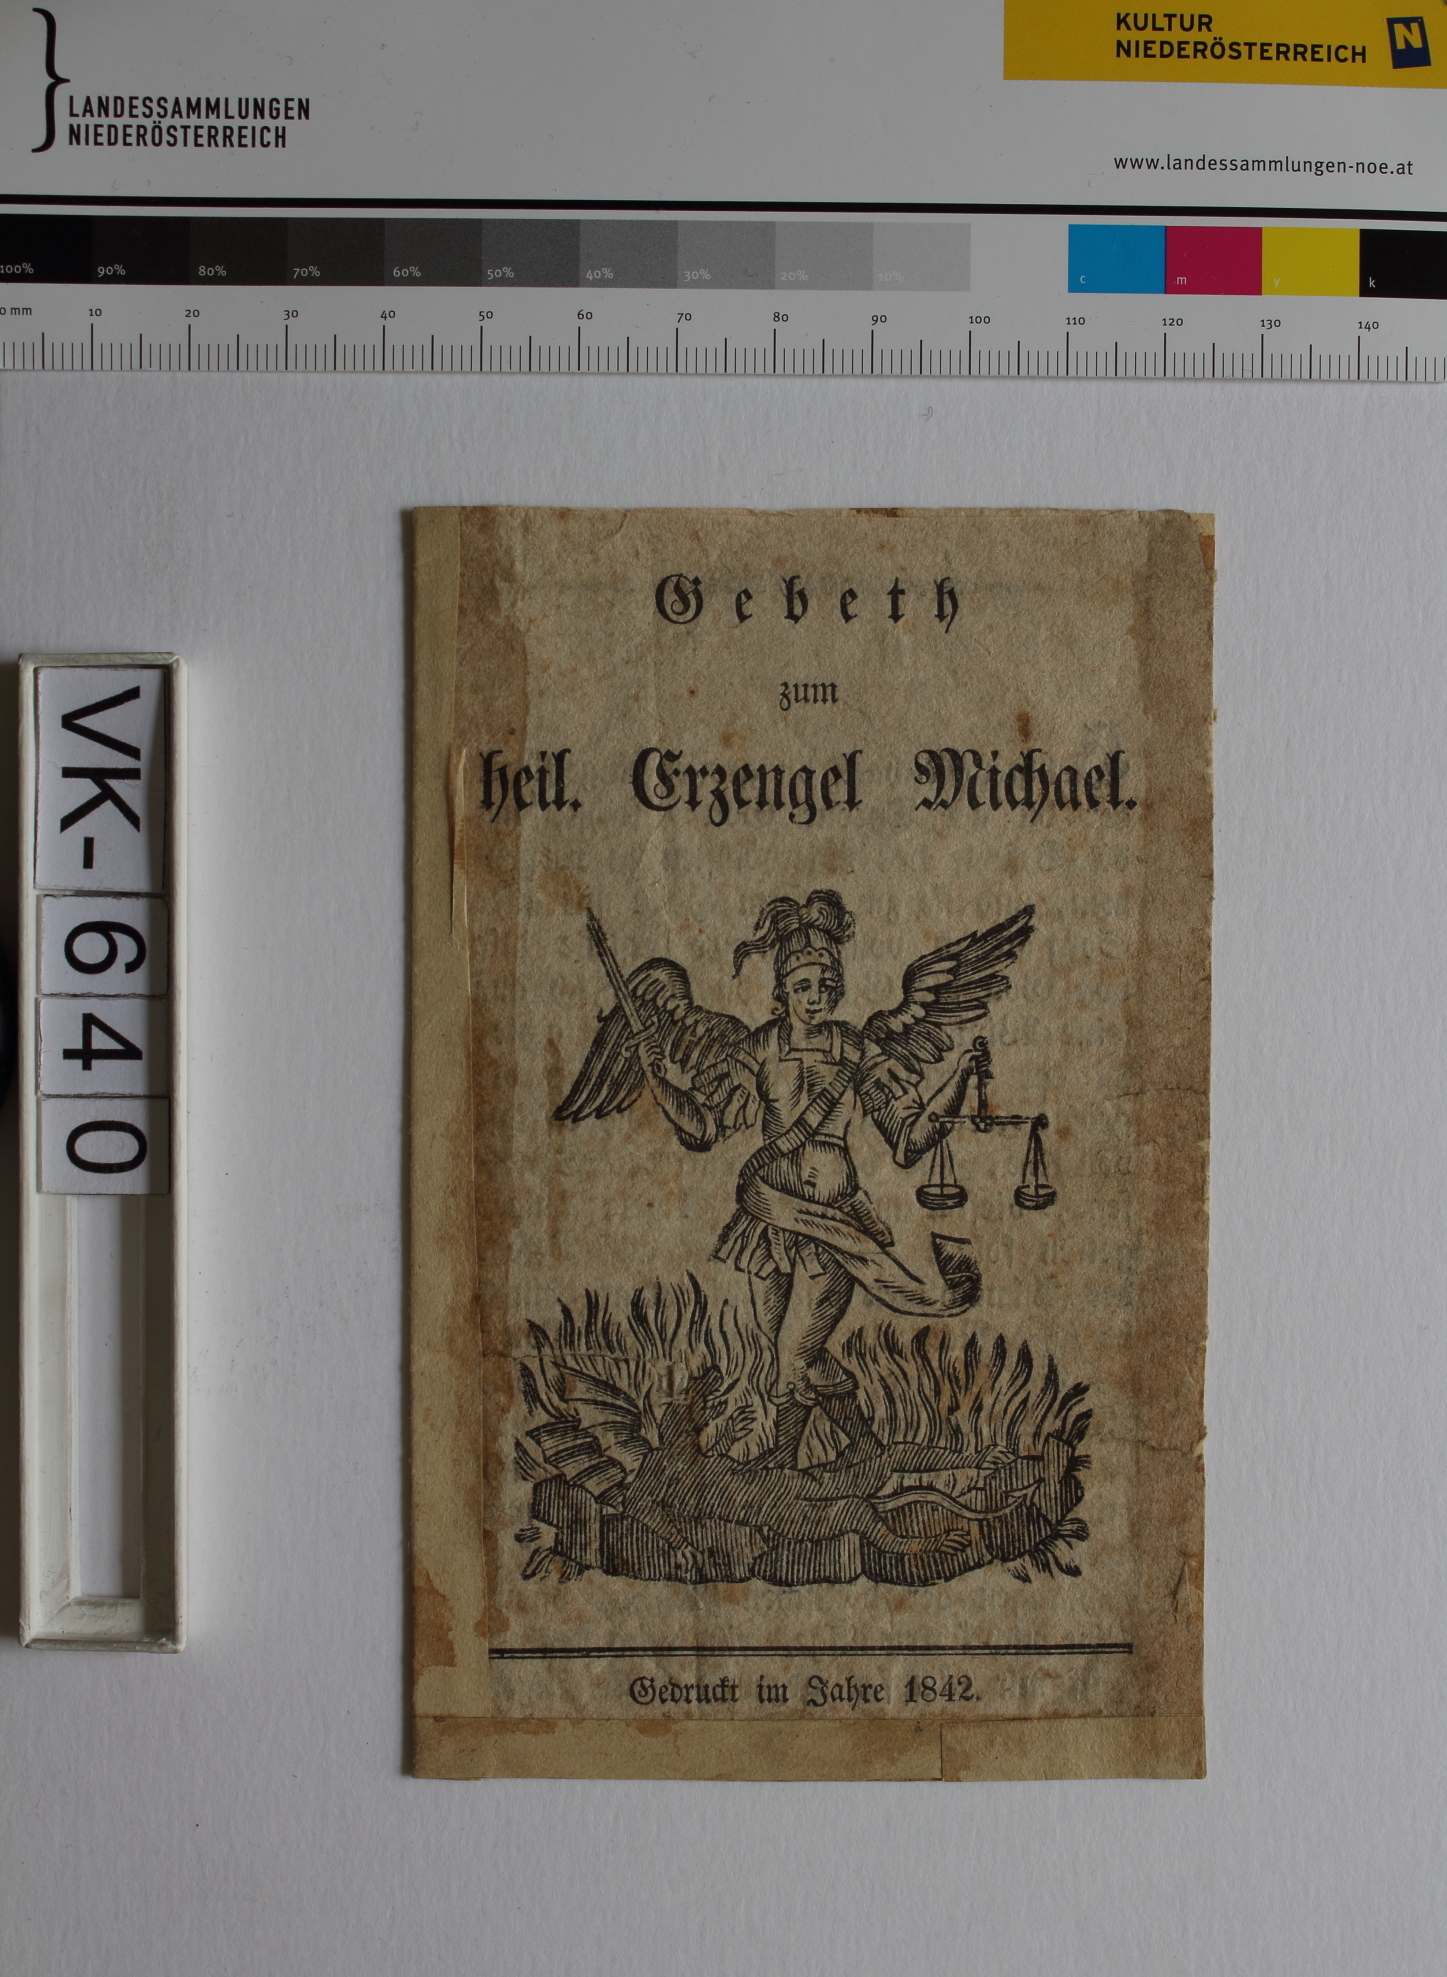 LANDESSAMMLUNGEN
NIEDERÖSTERREICH
KULTUR
NIEDERÖSTERREICH
N
www.landessammlungen-noe.at
100% 90% 80% 70% 60% 50% 40% 30% 20% 10% c m y k
0 mm 10 20 30 40 50 60 70 80 90 100 110 120 130 140
VK-640
Gebeth
zum
heil. Erzengel Michael.
Gedruckt im Jahre 1842.